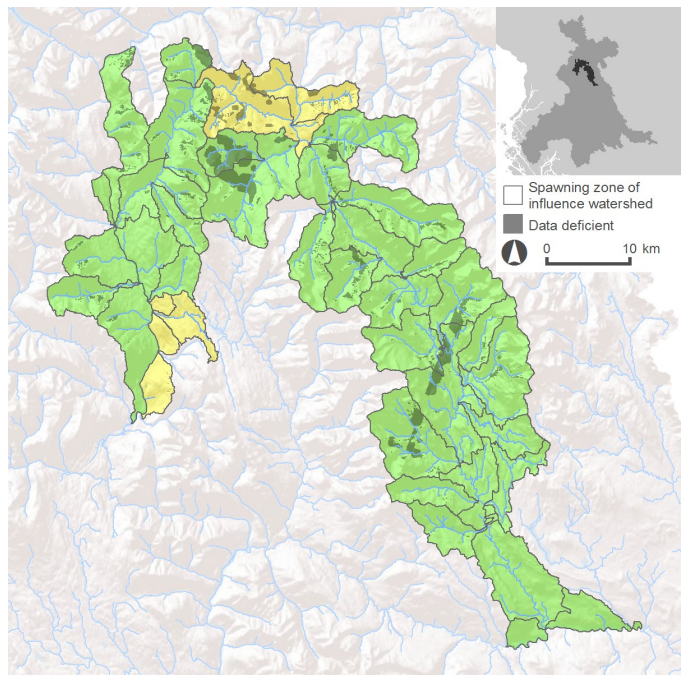 Spawning zone of
influence watershed
Data deficient
0 10 km